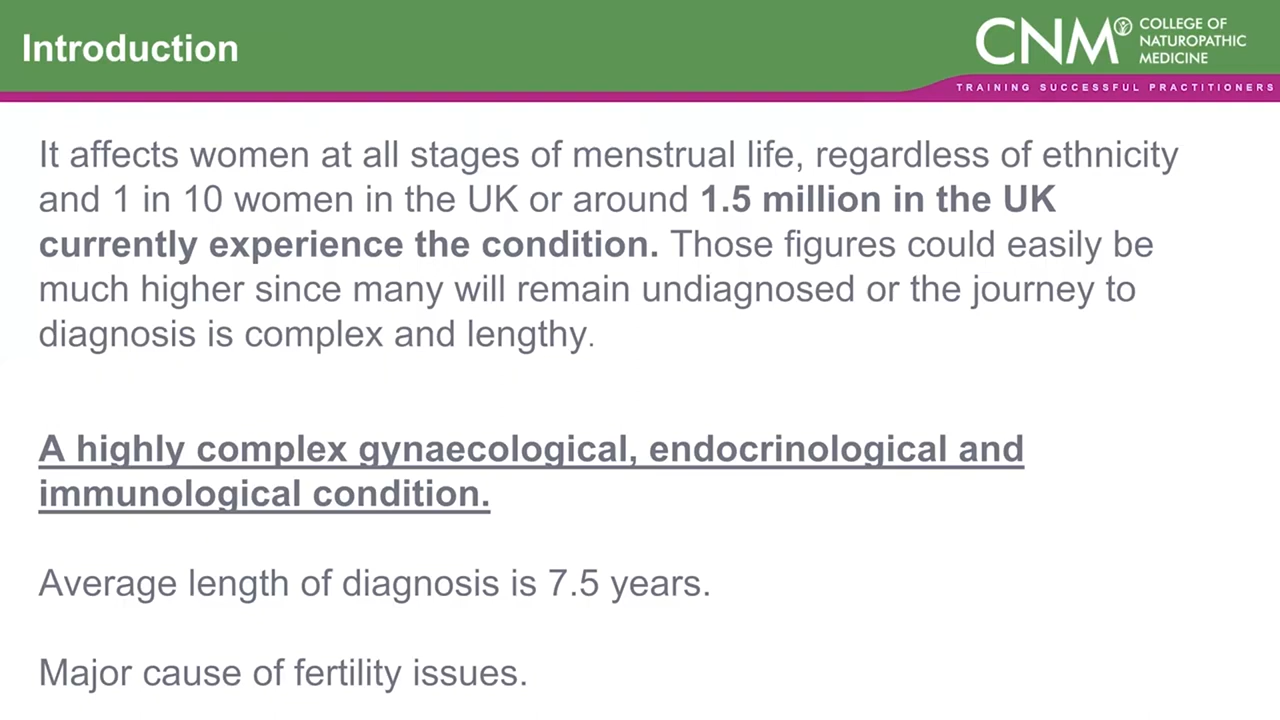 Introduction
CNM
COLLEGE OF
NATUROPATHIC
MEDICINE
TRAINING SUCCESSFUL PRACTITIONERS
It affects women at all stages of menstrual life, regardless of ethnicity
and 1 in 10 women in the UK or around 1.5 million in the UK
currently experience the condition. Those figures could easily be
much higher since many will remain undiagnosed or the journey to
diagnosis is complex and lengthy.
A highly complex gynaecological, endocrinological and
immunological condition.
Average length of diagnosis is 7.5 years.
Major cause of fertility issues.